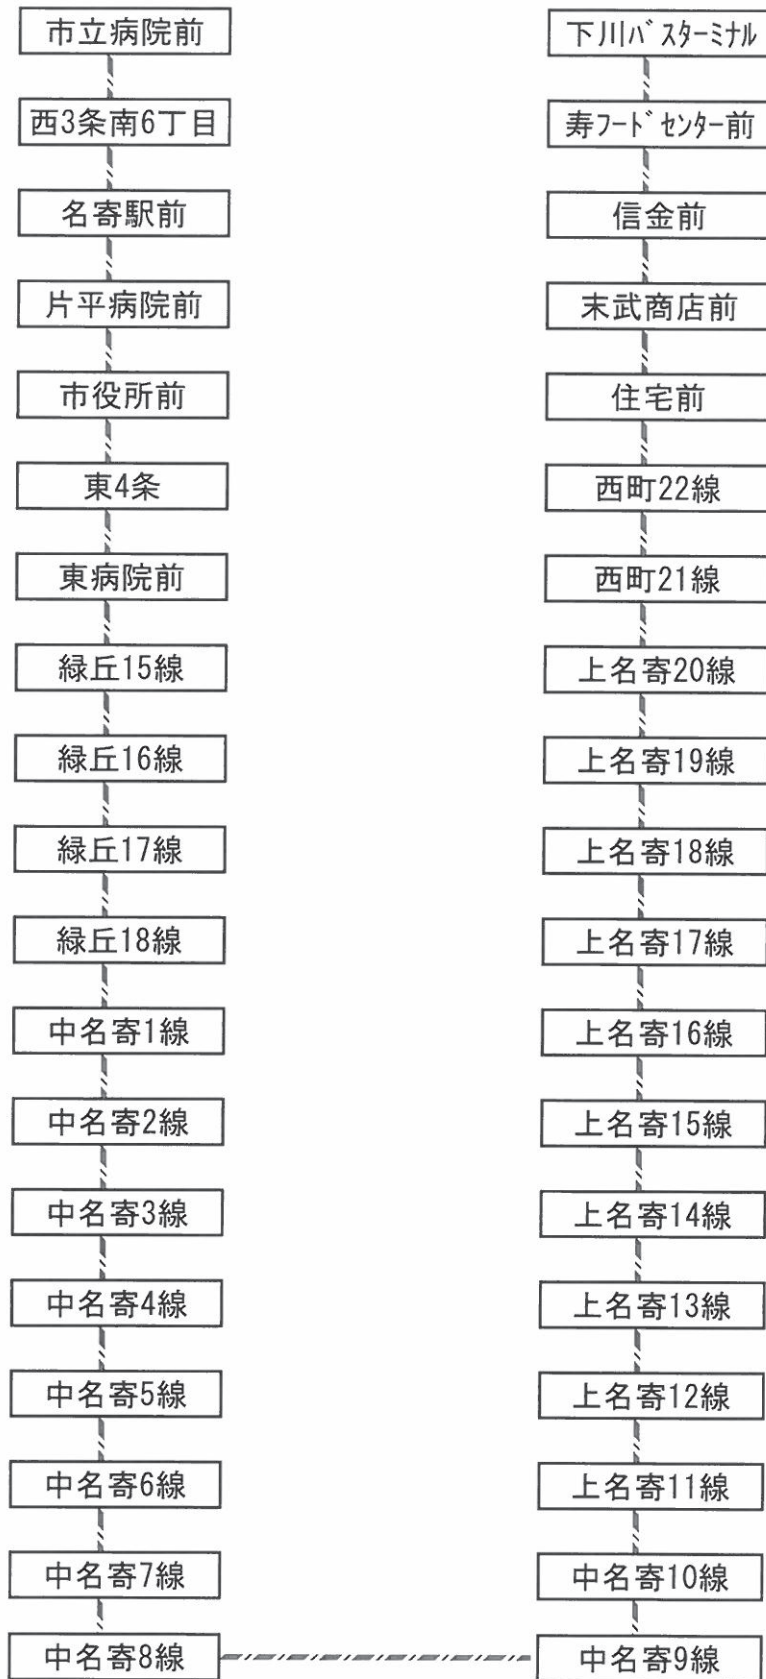 市立病院前
西3条南6丁目
名寄駅前
片平病院前
市役所前
東4条
東病院前
緑丘15線
緑丘16線
緑丘17線
緑丘18線
中名寄1線
中名寄2線
中名寄3線
中名寄4線
中名寄5線
中名寄6線
中名寄7線
中名寄8線
下川ﾊﾞｽﾀｰﾐﾅﾙ
寿ﾌｰﾄﾞｾﾝﾀｰ前
信金前
末武商店前
住宅前
西町22線
西町21線
上名寄20線
上名寄19線
上名寄18線
上名寄17線
上名寄16線
上名寄15線
上名寄14線
上名寄13線
上名寄12線
上名寄11線
中名寄10線
中名寄9線